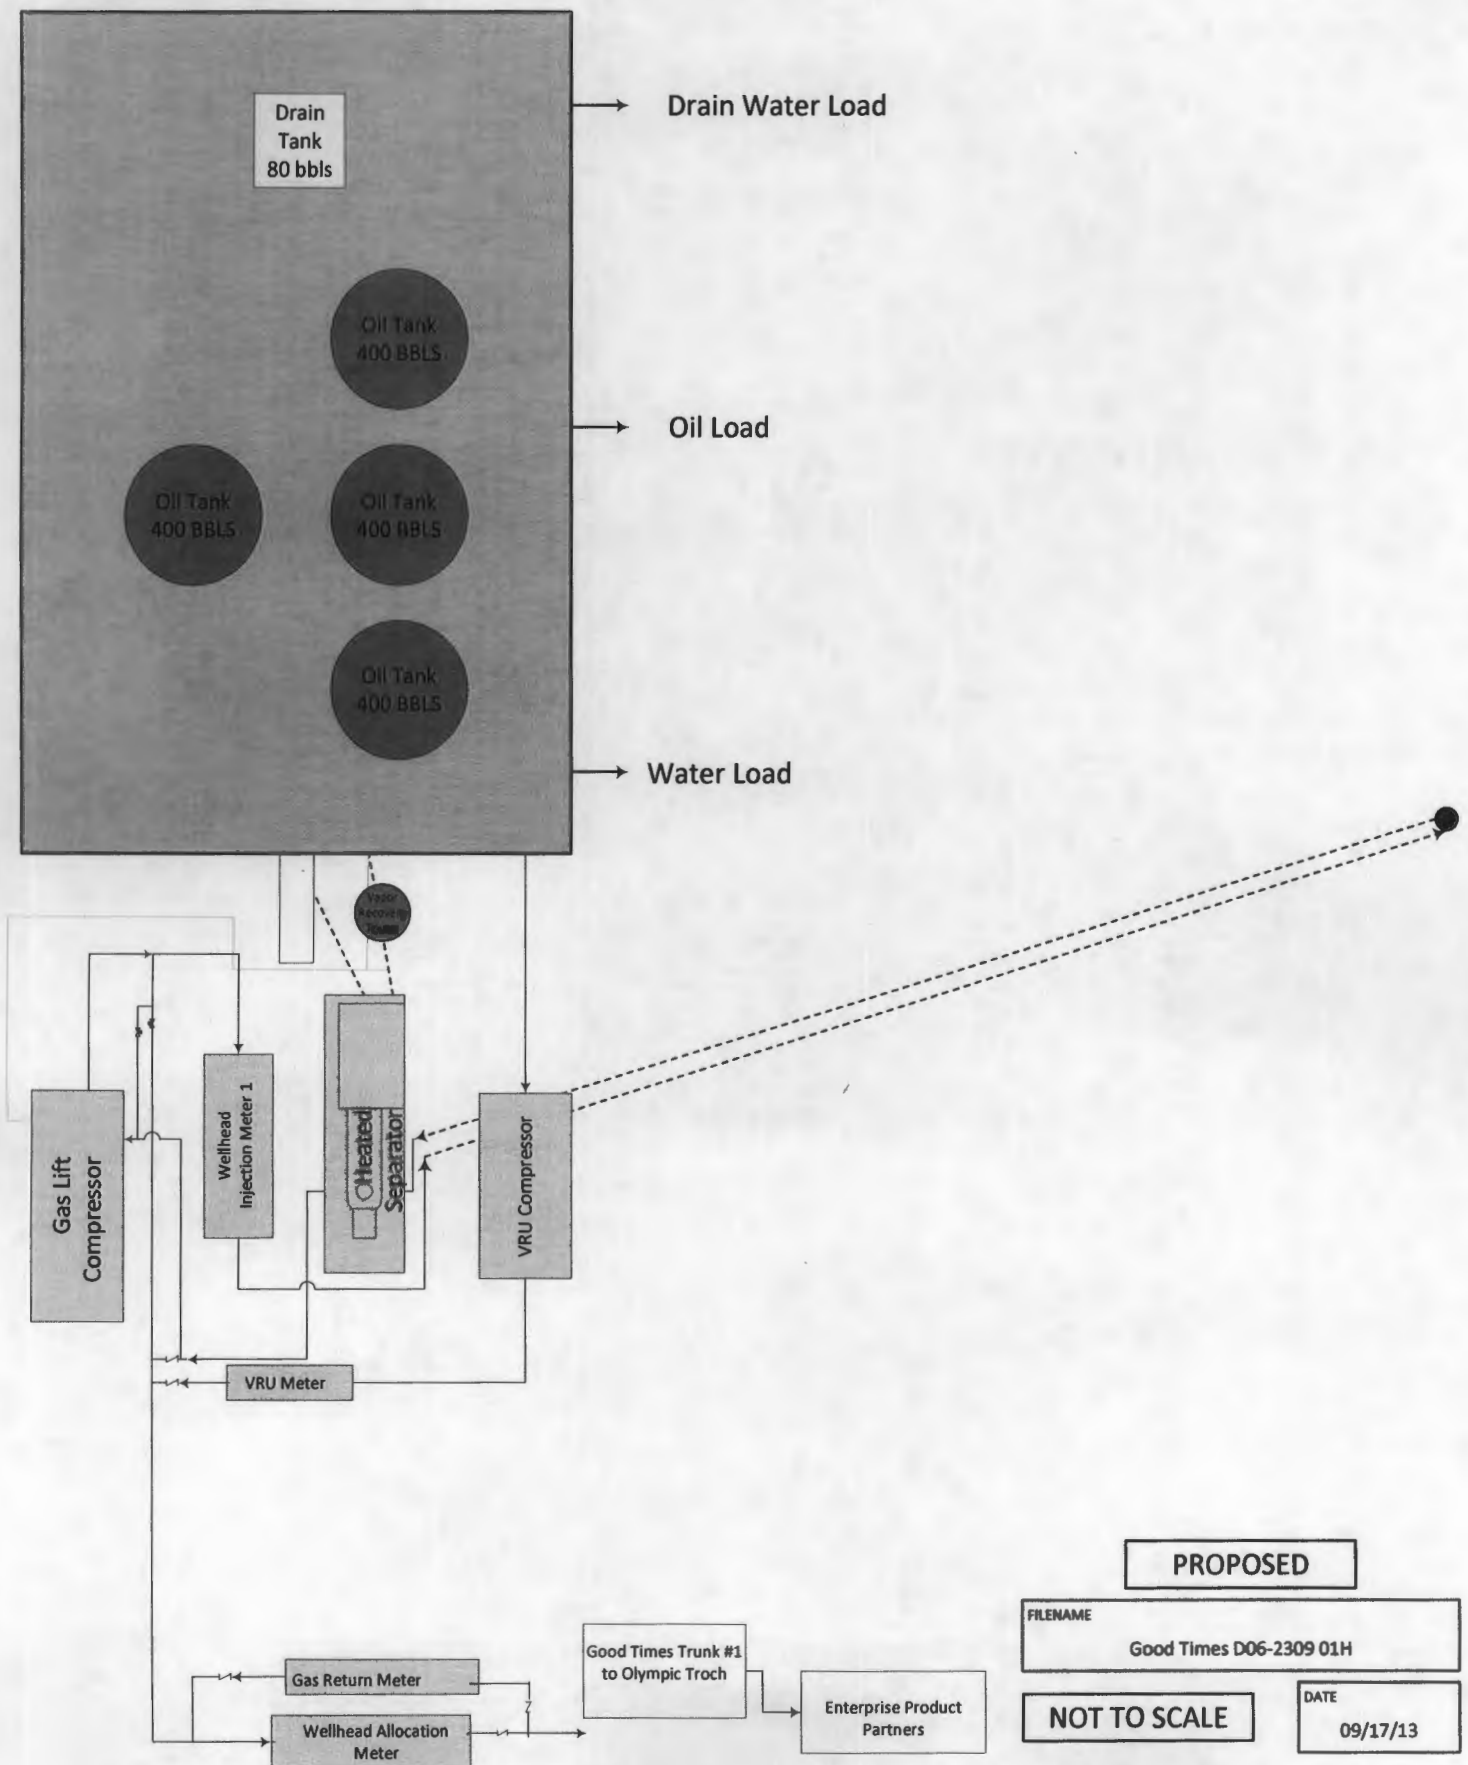 Drain
Tank
80 bbls
Drain Water Load
Oil Tank
400 BBLS
Oil Load
Oil Tank
400 BBLS
Oil Tank
400 BBLS
Oil Tank
400 BBLS
Water Load
Vapor
Recovery
Gas Lift
Compressor
Wellhead
Injection Meter 1
Heated
Separator
VRU Compressor
VRU Meter
Gas Return Meter
Wellhead Allocation
Meter
Good Times Trunk #1
to Olympic Troch
Enterprise Product
Partners
PROPOSED
FILENAME
Good Times D06-2309 01H
NOT TO SCALE
DATE
09/17/13